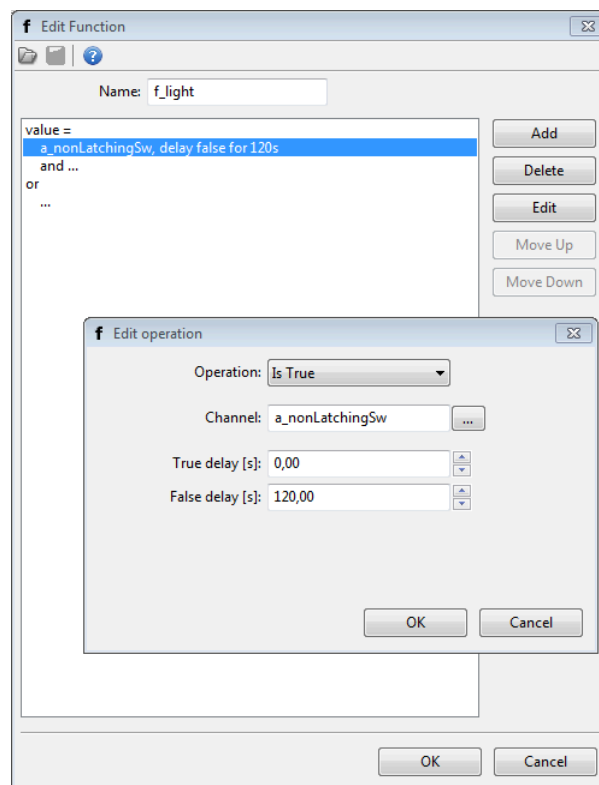 f Edit Function
Name: f_light
value =
a_nonLatchingSw, delay false for 120s
and ...
or
...
Add
Delete
Edit
Move Up
Move Down
f Edit operation
Operation: Is True
Channel: a_nonLatchingSw ...
True delay [s]: 0,00
False delay [s]: 120,00
OK Cancel
OK Cancel